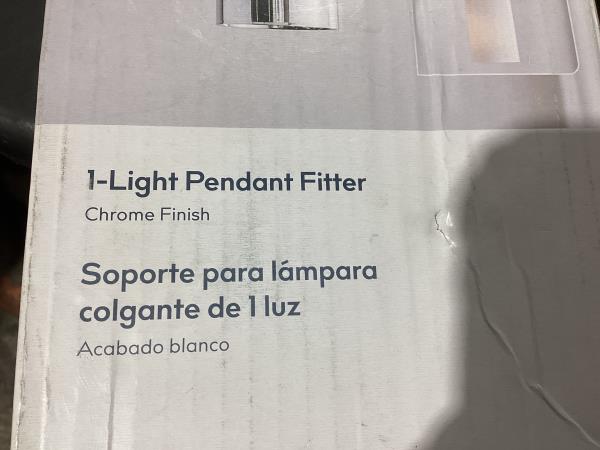 1-Light Pendant Fitter
Chrome Finish
Soporte para lámpara
colgante de 1 luz
Acabado blanco